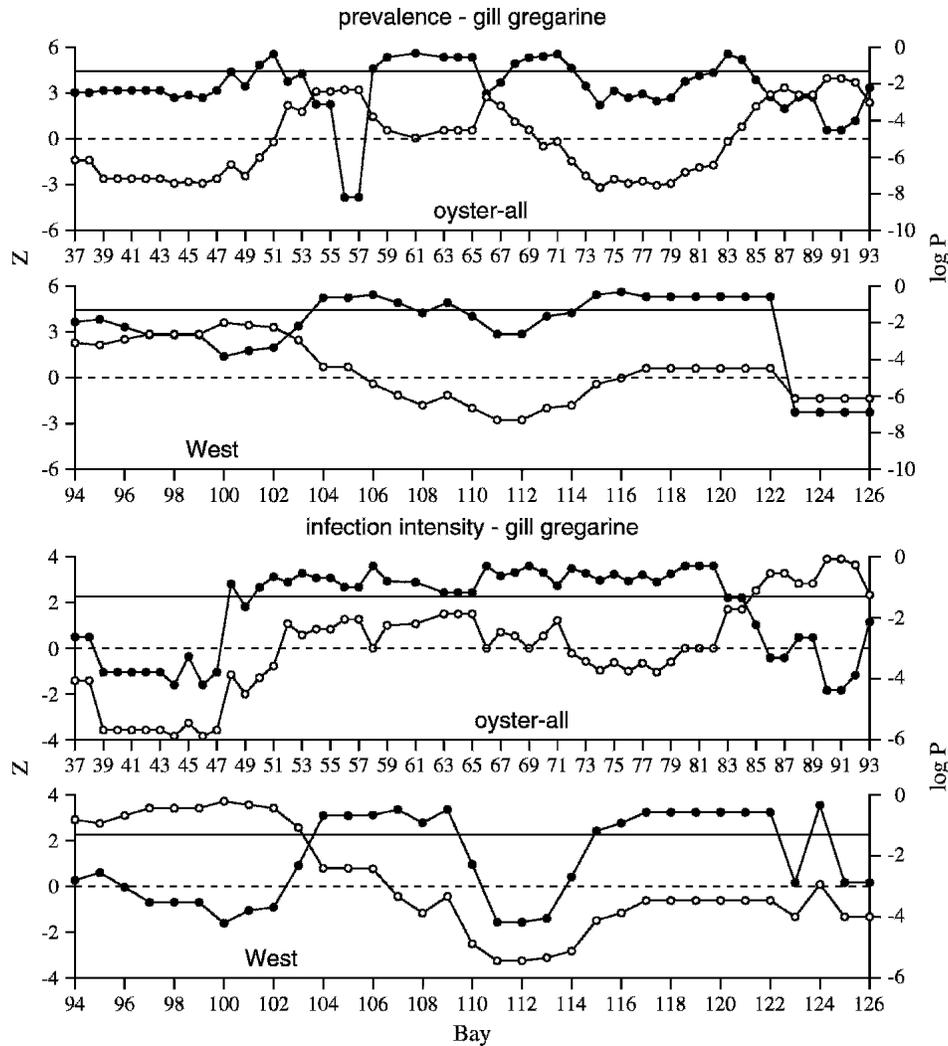 prevalence - gill gregarine
6 0
3 -2
0 -4
-3 -6
-8
-6 -10
oyster-all
37 39 41 43 45 47 49 51 53 55 57 59 61 63 65 67 69 71 73 75 77 79 81 83 85 87 89 91 93
Z log P
6 0
3 -2
0 -4
-3 -6
-8
-6 -10
West
94 96 98 100 102 104 106 108 110 112 114 116 118 120 122 124 126
infection intensity - gill gregarine
4 0
2 -2
0
-2 -4
-4 -6
oyster-all
37 39 41 43 45 47 49 51 53 55 57 59 61 63 65 67 69 71 73 75 77 79 81 83 85 87 89 91 93
Z log P
4 0
2 -2
0
-2 -4
-4 -6
West
94 96 98 100 102 104 106 108 110 112 114 116 118 120 122 124 126
Bay